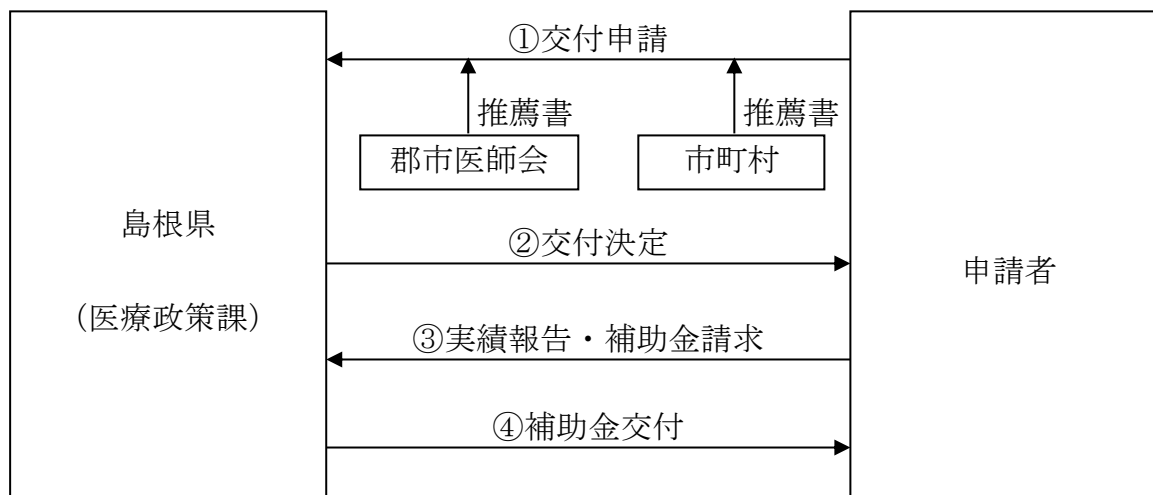 ①交付申請
推薦書
推薦書
郡市医師会
市町村
島根県
(医療政策課)
②交付決定
申請者
③実績報告・補助金請求
④補助金交付